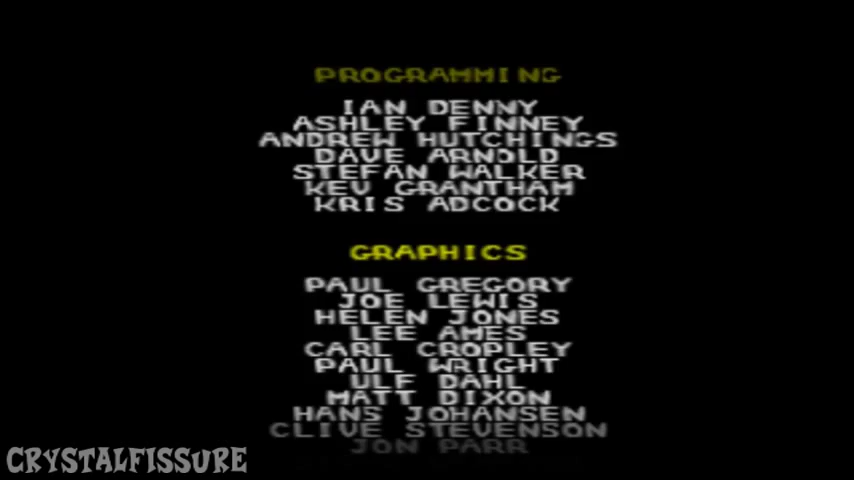 PROGRAMMING
IAN DENNY
ASHLEY FINNEY
ANDREW HUTCHINGS
DAVE ARNOLD
STEFAN WALKER
KEV GRANTHAM
KRIS ADCOCK
GRAPHICS
PAUL GREGORY
JOE LEWIS
HELEN JONES
LEE AMES
CARL CROPLEY
PAUL WRIGHT
ULF DAHL
MATT DIXON
HANS JOHANSEN
CLIVE STEVENSON
JON PARR
CRYSTALFISSURE